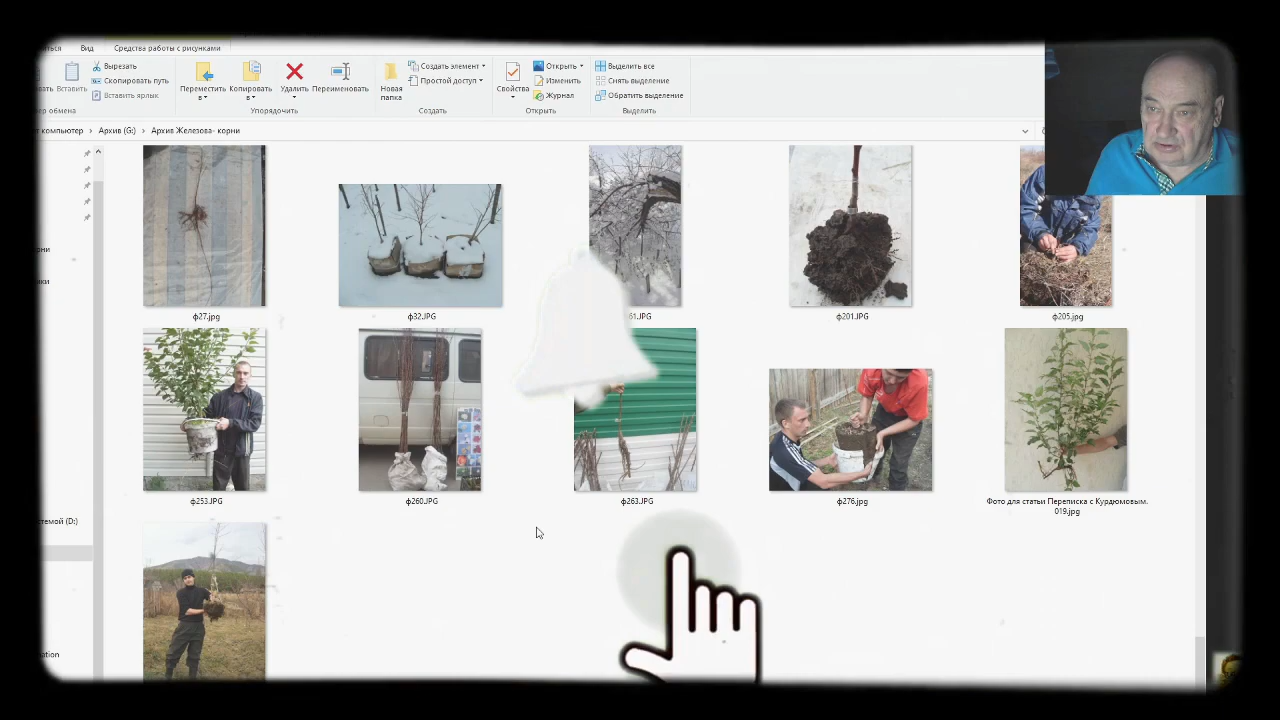 Вид
Средства работы с рисунками
Вставить
Вырезать
Скопировать путь
Вставить ярлык
Переместить в
Копировать в
Удалить
Переименовать
Упорядочить
Новая папка
Создать элемент
Простой доступ
Создать
Свойства
Открыть
Изменить
Журнал
Открыть
Выделить все
Снять выделение
Обратить выделение
Выделить
компьютер
Архив (G:)
Архив Железова- корни
ф27.jpg
ф32.JPG
61.JPG
ф201.JPG
ф205.jpg
ф253.JPG
ф260.JPG
ф263.JPG
ф276.jpg
Фото для статьи Переписка с Курдюмовым.
019.jpg
(D:)